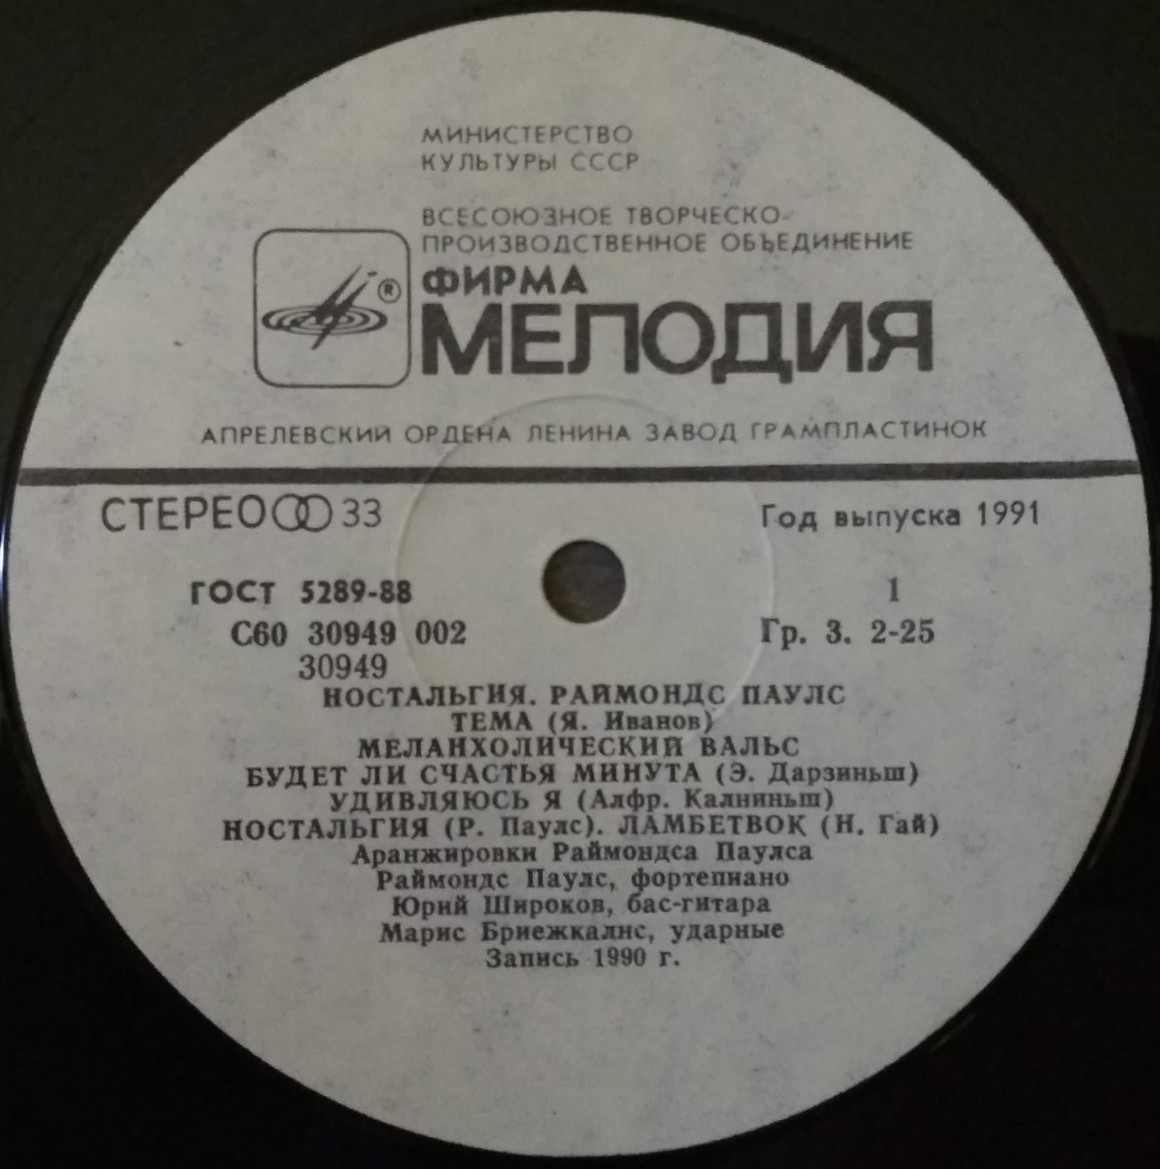 МИНИСТЕРСТВО
КУЛЬТУРЫ СССР
ВСЕСОЮЗНОЕ ТВОРЧЕСКО-
ПРОИЗВОДСТВЕННОЕ ОБЪЕДИНЕНИЕ
ФИРМА
®
МЕЛОДИЯ
АПРЕЛЕВСКИЙ ОРДЕНА ЛЕНИНА ЗАВОД ГРАМПЛАСТИНОК
СТЕРЕО 33 Год выпуска 1991
ГОСТ 5289-88 1
С60 30949 002 Гр. 3. 2-25
30949
НОСТАЛЬГИЯ. РАЙМОНДС ПАУЛС
ТЕМА (Я. Иванов)
МЕЛАНХОЛИЧЕСКИЙ ВАЛЬС
БУДЕТ ЛИ СЧАСТЬЯ МИНУТА (Э. Дарзиньш)
УДИВЛЯЮСЬ Я (Алфр. Калниньш)
НОСТАЛЬГИЯ (Р. Паулс). ЛАМБЕТВОК (Н. Гай)
Аранжировки Раймондса Паулса
Раймондс Паулс, фортепиано
Юрий Широков, бас-гитара
Марис Бриежкалнс, ударные
Запись 1990 г.